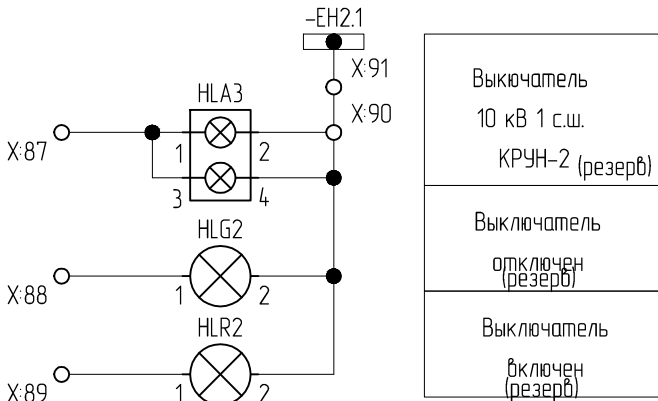 -EH2.1
X:91
X:90
HLA3
X:87
1
2
3
4
HLG2
X:88
1
2
HLR2
X:89
1
2
Выкючатель
10 кВ 1 с.ш.
КРУН-2 (резерв)
Выключатель
отключен
(резерв)
Выключатель
включен
(резерв)